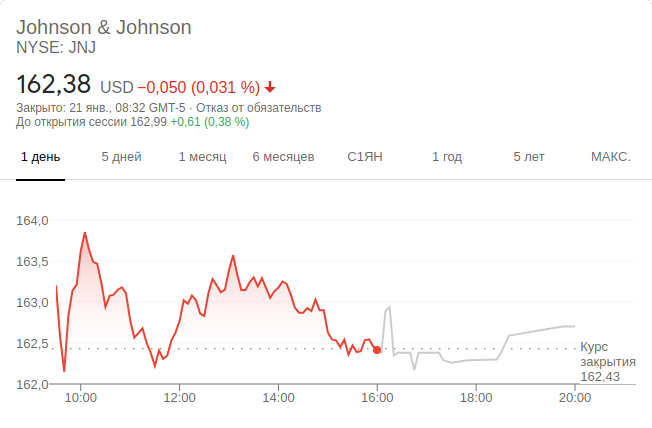 Johnson & Johnson
NYSE: JNJ
162,38 USD −0,050 (0,031 %)
Закрыто: 21 янв., 08:32 GMT-5 · Отказ от обязательств
До открытия сессии 162,99 +0,61 (0,38 %)
1 день 5 дней 1 месяц 6 месяцев С1ЯН 1 год 5 лет МАКС.
164,0
163,5
163,0
162,5
162,0
Курс
закрытия
162,43
10:00 12:00 14:00 16:00 18:00 20:00